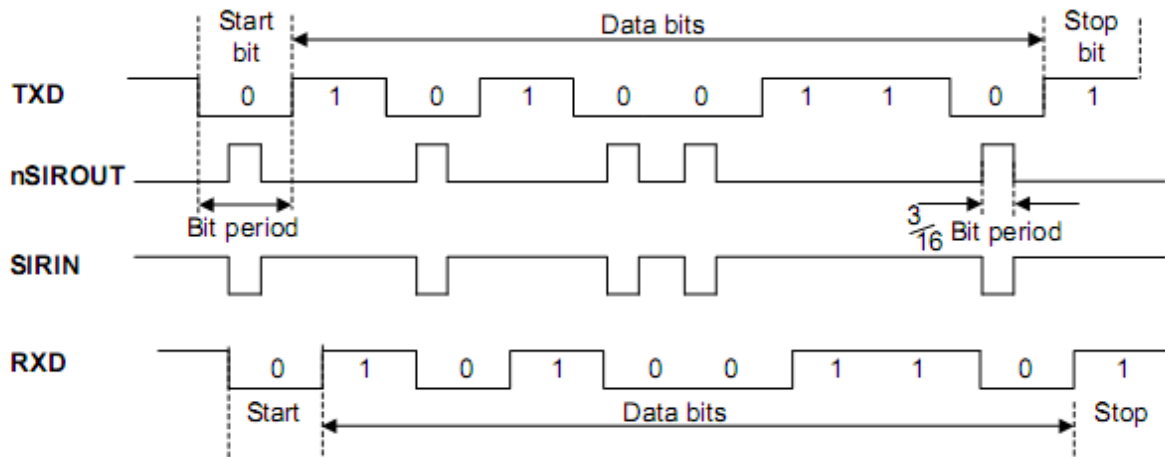 Start bit
Data bits
Stop bit
TXD 0 1 0 1 0 0 1 1 0 1
nSIROUT
Bit period
3/16 Bit period
SIRIN
RXD 0 1 0 1 0 0 1 1 0 1
Start
Data bits
Stop